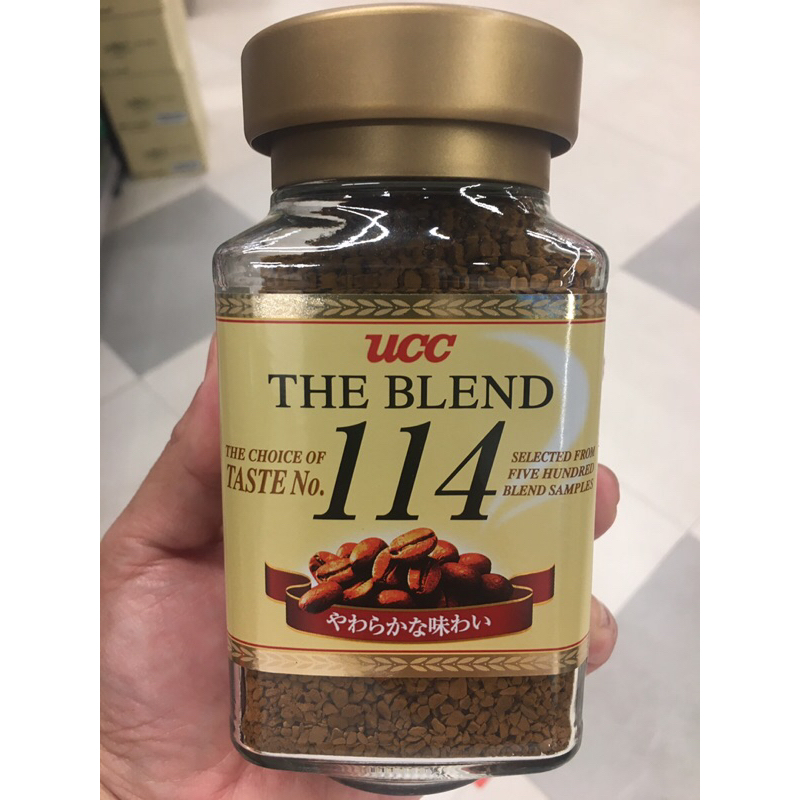 UCC
THE BLEND
THE CHOICE OF
TASTE No.
114
SELECTED FROM
FIVE HUNDRED
BLEND SAMPLES
やわらかな味わい